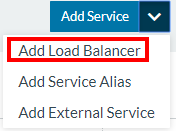 Add Service
Add Load Balancer
Add Service Alias
Add External Service